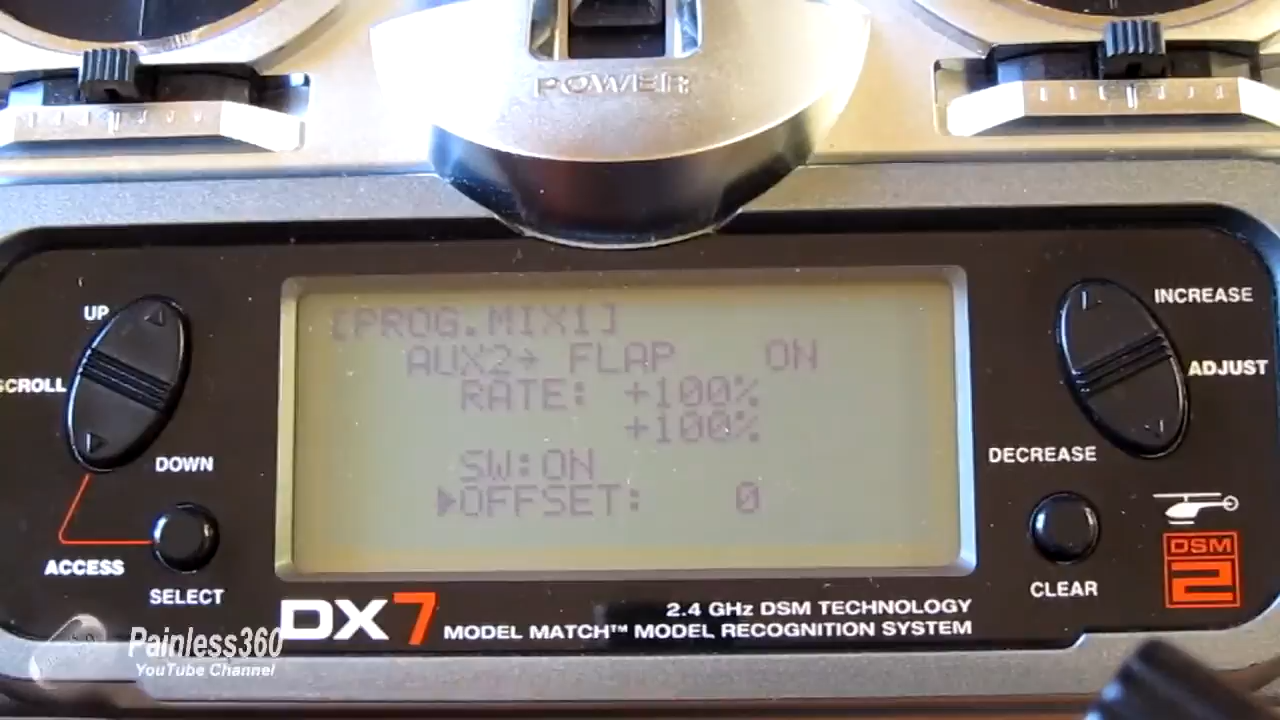 POWER
[PROG.MIX1]
AUX2→ FLAP ON
RATE: +100%
+100%
SW:ON
▶OFFSET: 0
UP
SCROLL
DOWN
ACCESS
SELECT
INCREASE
ADJUST
DECREASE
CLEAR
DSM
2
DX7
2.4 GHz DSM TECHNOLOGY
MODEL MATCH™ MODEL RECOGNITION SYSTEM
Painless360
YouTube Channel